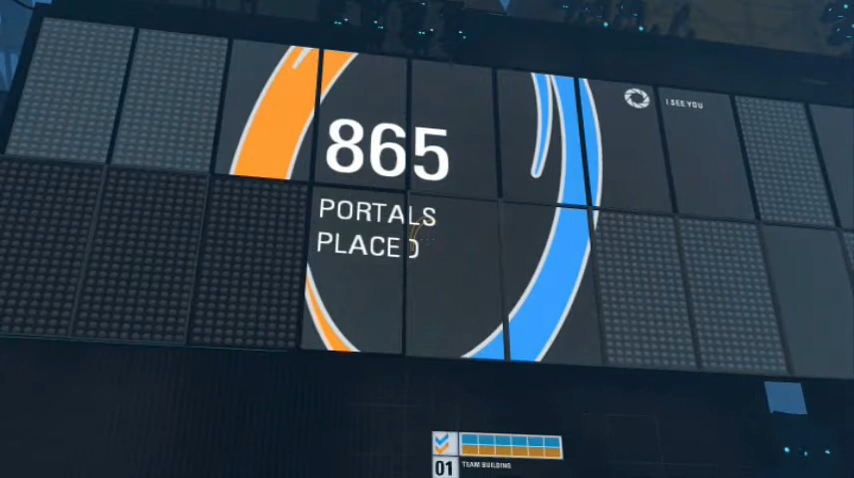 865
PORTALS
PLACED
I SEE YOU
01
TEAM BUILDING